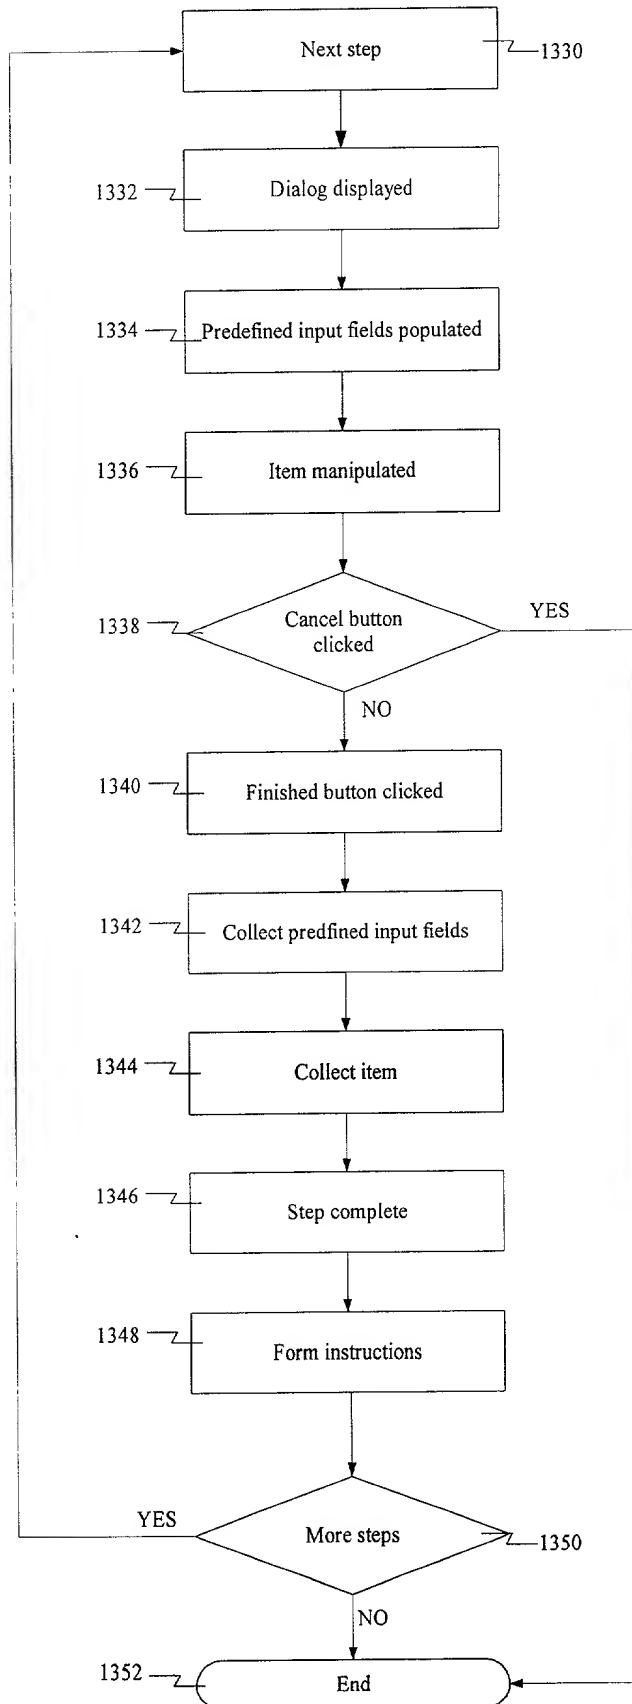 Next step
1330
1332
Dialog displayed
1334
Predefined input fields populated
1336
Item manipulated
1338
Cancel button
clicked
YES
NO
1340
Finished button clicked
1342
Collect predfined input fields
1344
Collect item
1346
Step complete
1348
Form instructions
YES
More steps
1350
NO
1352
End